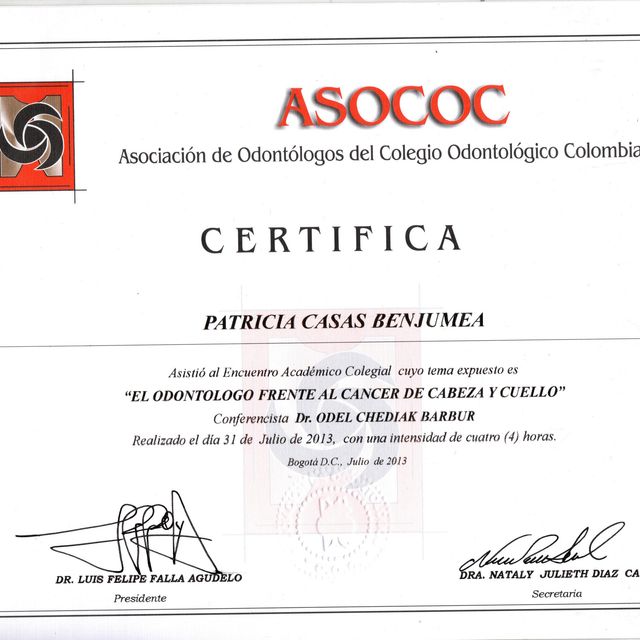 ASOCOC
Asociación de Odontólogos del Colegio Odontológico Colombia
CERTIFICA
PATRICIA CASAS BENJUMEA
Asistió al Encuentro Académico Colegial cuyo tema expuesto es
“EL ODONTOLOGO FRENTE AL CANCER DE CABEZA Y CUELLO”
Conferencista Dr. ODEL CHEDIAK BARBUR
Realizado el día 31 de Julio de 2013, con una intensidad de cuatro (4) horas.
Bogotá D.C., Julio de 2013
DR. LUIS FELIPE FALLA AGUDELO
Presidente
DRA. NATALY JULIETH DIAZ CA
Secretaria